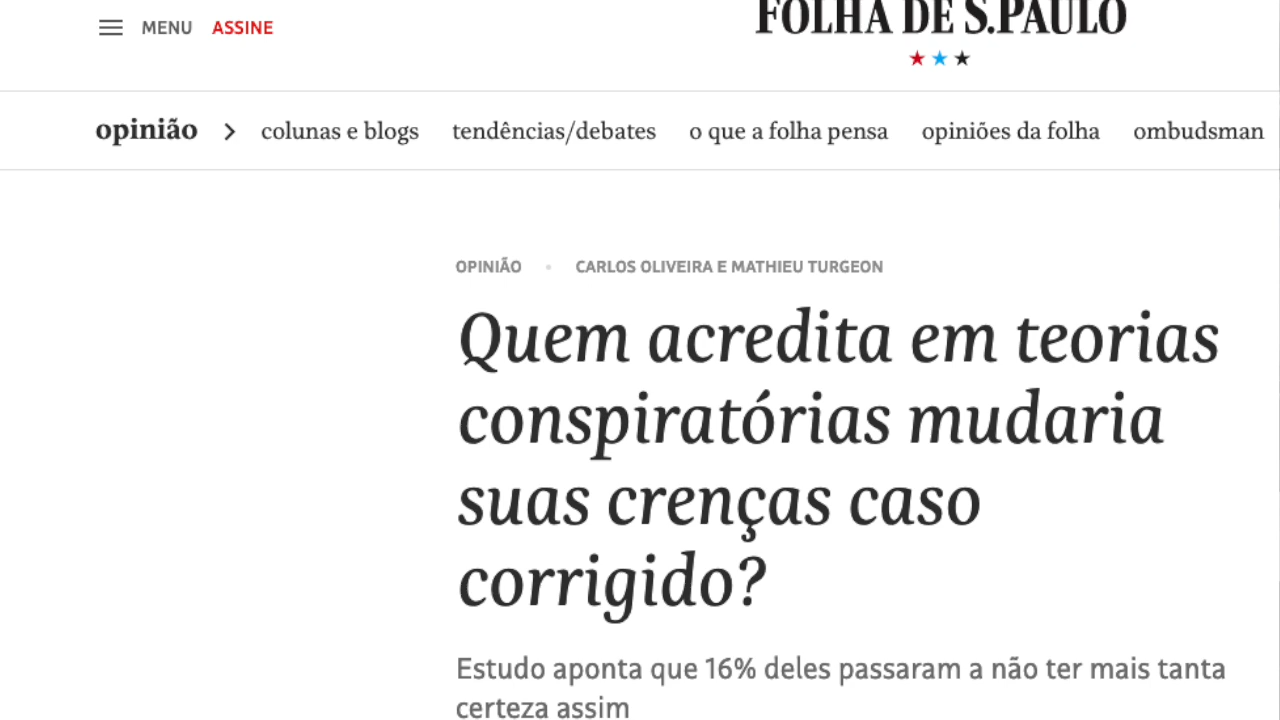 MENU ASSINE
FOLHA DE S.PAULO
opinião > colunas e blogs tendências/debates o que a folha pensa opiniões da folha ombudsman
OPINIÃO • CARLOS OLIVEIRA E MATHIEU TURGEON
Quem acredita em teorias
conspiratórias mudaria
suas crenças caso
corrigido?
Estudo aponta que 16% deles passaram a não ter mais tanta
certeza assim